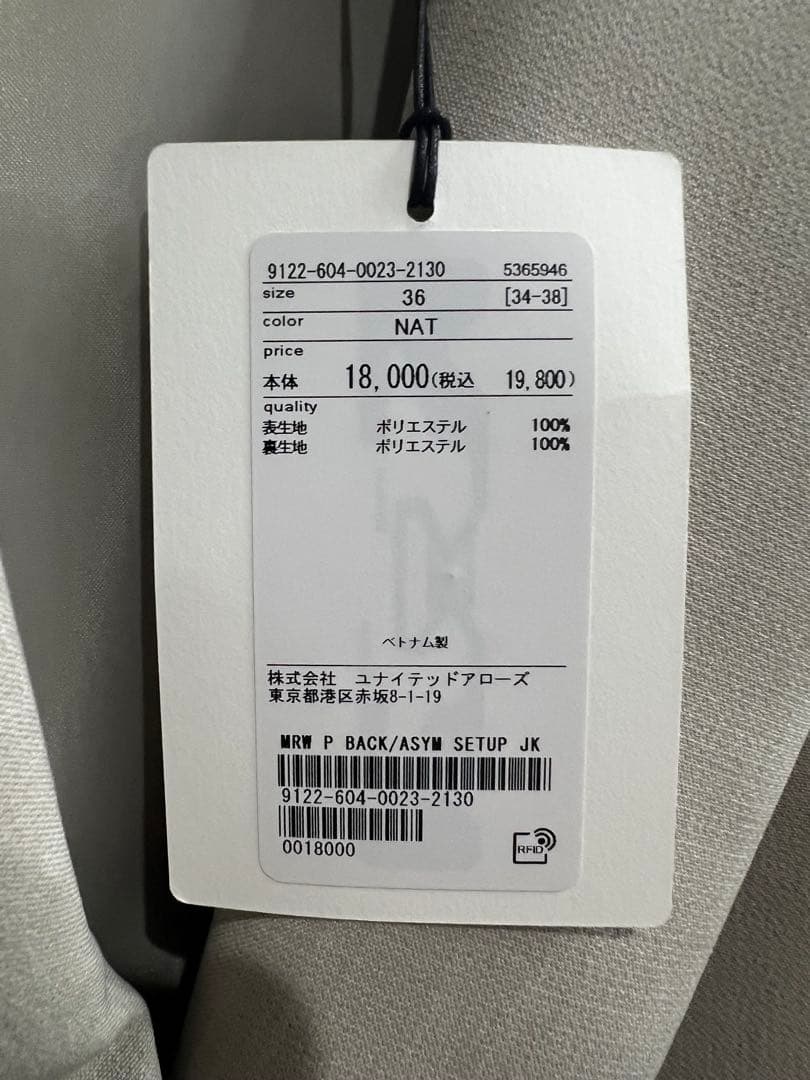 9122-604-0023-2130 5365946
size 36 [34-38]
color NAT
price
本体 18,000(税込 19,800)
quality
表生地 ポリエステル 100%
裏生地 ポリエステル 100%
ベトナム製
株式会社 ユナイテッドアローズ
東京都港区赤坂8-1-19
MRW P BACK/ASYM SETUP JK
9122-604-0023-2130
0018000
RFID